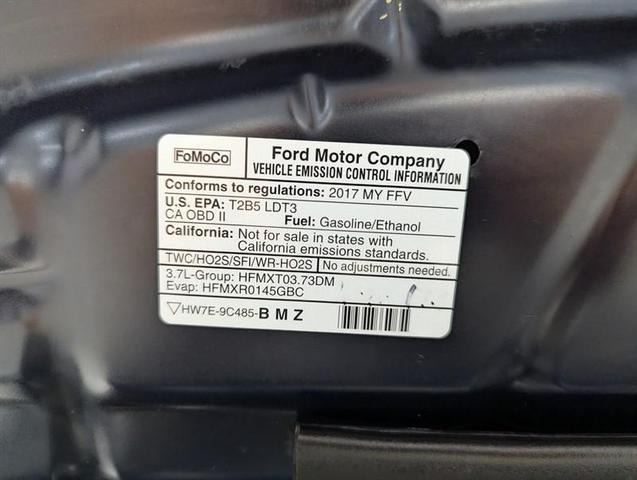 FoMoCo
Ford Motor Company
VEHICLE EMISSION CONTROL INFORMATION
Conforms to regulations: 2017 MY FFV
U.S. EPA: T2B5 LDT3
CA OBD II Fuel: Gasoline/Ethanol
California: Not for sale in states with
California emissions standards.
TWC/HO2S/SFI/WR-HO2S No adjustments needed.
3.7L-Group: HFMXT03.73DM
Evap: HFMXR0145GBC
HW7E-9C485-B M Z